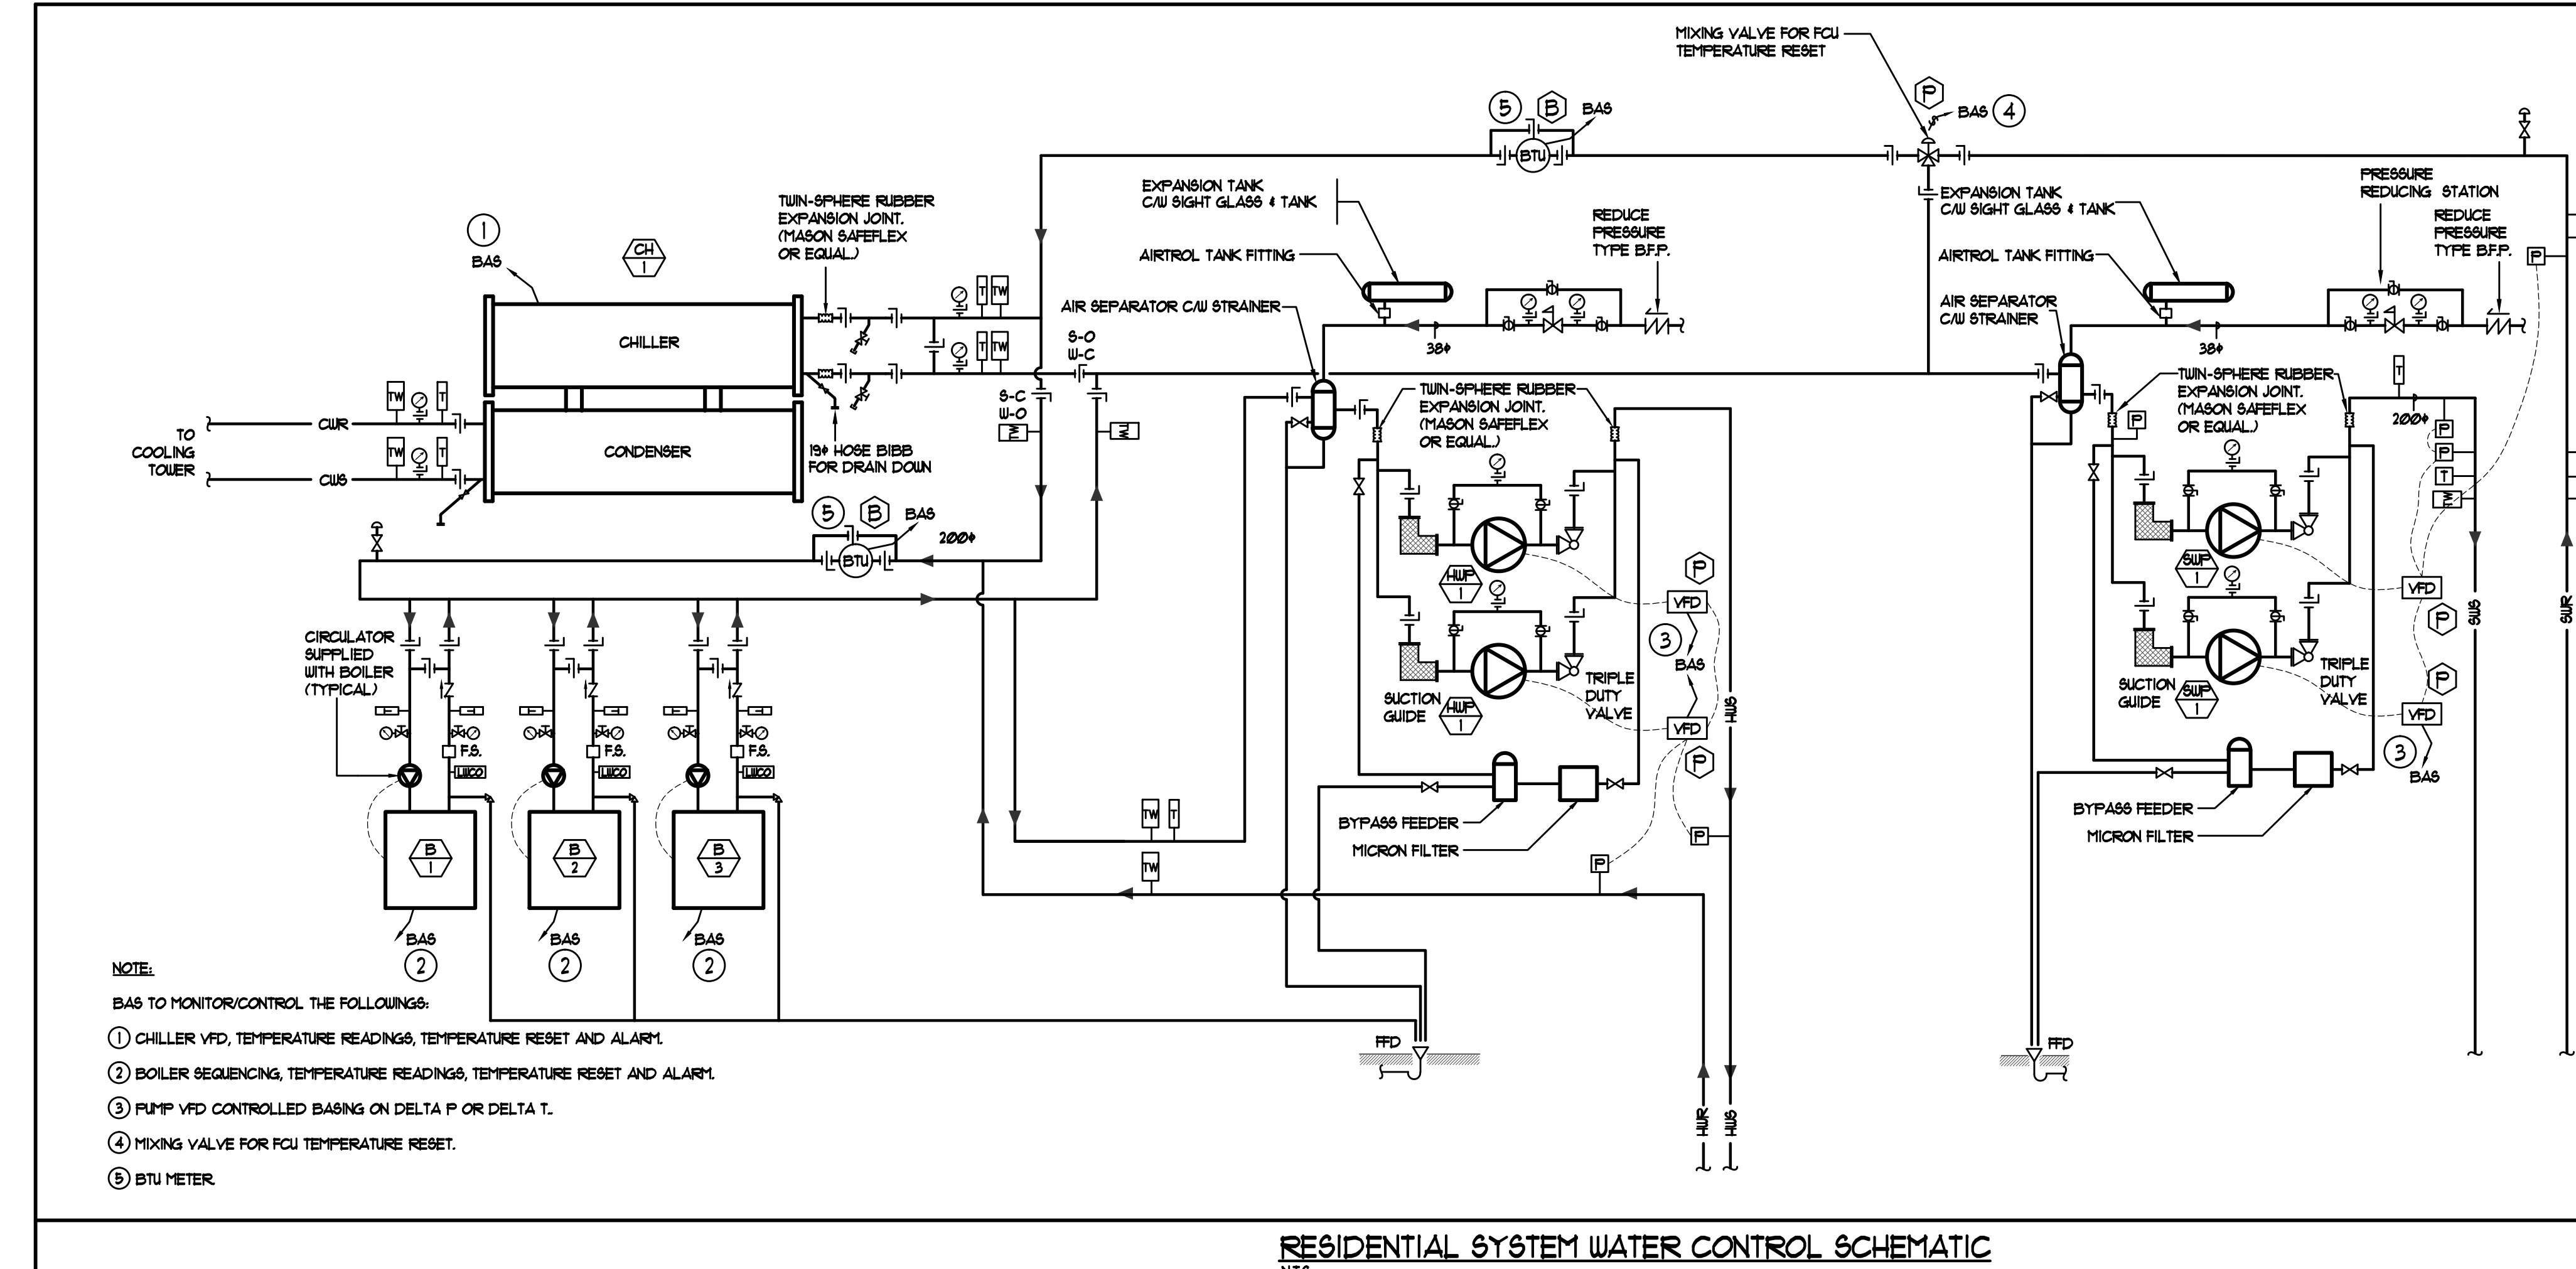 MIXING VALVE FOR FCU
TEMPERATURE RESET
P
BAS
4
5
B
BAS
BTU
EXPANSION TANK
C/W SIGHT GLASS & TANK
EXPANSION TANK
C/W SIGHT GLASS & TANK
PRESSURE
REDUCING STATION
REDUCE
PRESSURE
TYPE B.F.P.
REDUCE
PRESSURE
TYPE B.F.P.
P
AIRTROL TANK FITTING
AIRTROL TANK FITTING
AIR SEPARATOR C/W STRAINER
AIR SEPARATOR
C/W STRAINER
38ϕ
38ϕ
1
BAS
CH
1
TWIN-SPHERE RUBBER
EXPANSION JOINT.
(MASON SAFEFLEX
OR EQUAL.)
T
TW
T
TW
CHILLER
CONDENSER
S-O
W-C
S-C
W-O
TW
TW
TW
T
TW
T
CWR
CWS
TO
COOLING
TOWER
19ϕ HOSE BIBB
FOR DRAIN DOWN
TWIN-SPHERE RUBBER
EXPANSION JOINT.
(MASON SAFEFLEX
OR EQUAL.)
TWIN-SPHERE RUBBER
EXPANSION JOINT.
(MASON SAFEFLEX
OR EQUAL.)
P
T
200ϕ
P
P
T
TW
5
B
BAS
BTU
200ϕ
HWP
1
HWP
1
SUCTION
GUIDE
TRIPLE
DUTY
VALVE
P
VFD
3
BAS
VFD
P
P
P
HWS
SWP
1
SWP
1
SUCTION
GUIDE
TRIPLE
DUTY
VALVE
VFD
P
P
VFD
3
BAS
SWS
SWR
CIRCULATOR
SUPPLIED
WITH BOILER
(TYPICAL)
F.S.
LWCO
F.S.
LWCO
F.S.
LWCO
B
1
B
2
B
3
BAS
2
BAS
2
BAS
2
TW
T
TW
BYPASS FEEDER
MICRON FILTER
BYPASS FEEDER
MICRON FILTER
FFD
FFD
HWR
HWS
NOTE:
BAS TO MONITOR/CONTROL THE FOLLOWINGS:
1 CHILLER VFD, TEMPERATURE READINGS, TEMPERATURE RESET AND ALARM.
2 BOILER SEQUENCING, TEMPERATURE READINGS, TEMPERATURE RESET AND ALARM.
3 PUMP VFD CONTROLLED BASING ON DELTA P OR DELTA T..
4 MIXING VALVE FOR FCU TEMPERATURE RESET.
5 BTU METER
RESIDENTIAL SYSTEM WATER CONTROL SCHEMATIC